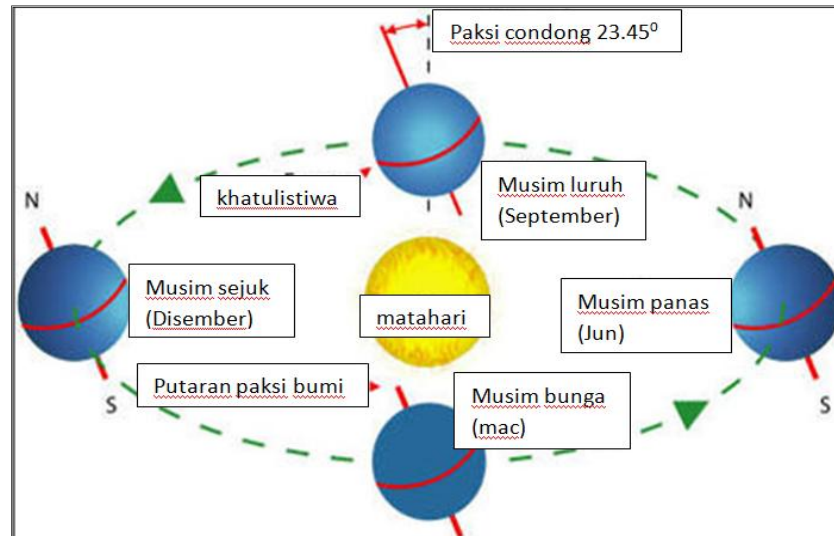 Paksi condong 23.45⁰
khatulistiwa
Musim luruh
(September)
N
N
Musim sejuk
(Disember)
matahari
Musim panas
(Jun)
Putaran paksi bumi
Musim bunga
(mac)
S
S